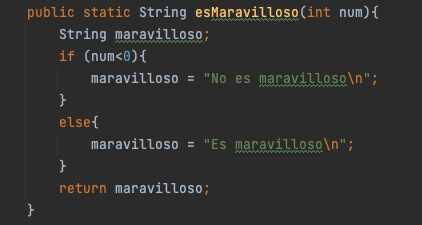 public static String esMaravilloso(int num){
    String maravilloso;
    if (num<0){
        maravilloso = "No es maravilloso\n";
    }
    else{
        maravilloso = "Es maravilloso\n";
    }
    return maravilloso;
}